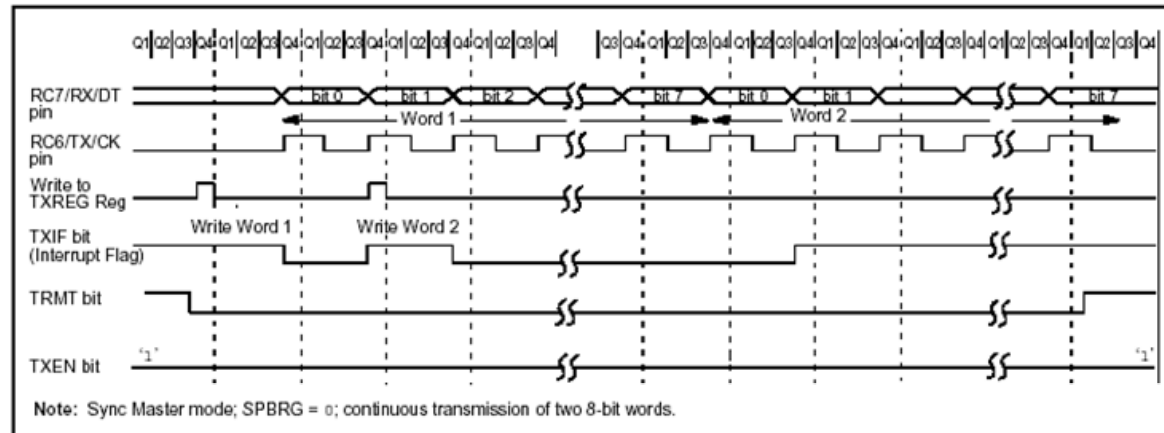 Q1 Q2 Q3 Q4 Q1 Q2 Q3 Q4 Q1 Q2 Q3 Q4 Q1 Q2 Q3 Q4 Q1 Q2 Q3 Q4 Q3 Q4 Q1 Q2 Q3 Q4 Q1 Q2 Q3 Q4 Q1 Q2 Q3 Q4 Q1 Q2 Q3 Q4 Q1 Q2 Q3 Q4 Q1 Q2 Q3 Q4
RC7/RX/DT pin
bit 0 bit 1 bit 2 bit 7 bit 0 bit 1 bit 7
Word 1 Word 2
RC6/TX/CK pin
Write to
TXREG Reg
Write Word 1 Write Word 2
TXIF bit
(Interrupt Flag)
TRMT bit
'1' '1'
TXEN bit
Note: Sync Master mode; SPBRG = 0; continuous transmission of two 8-bit words.